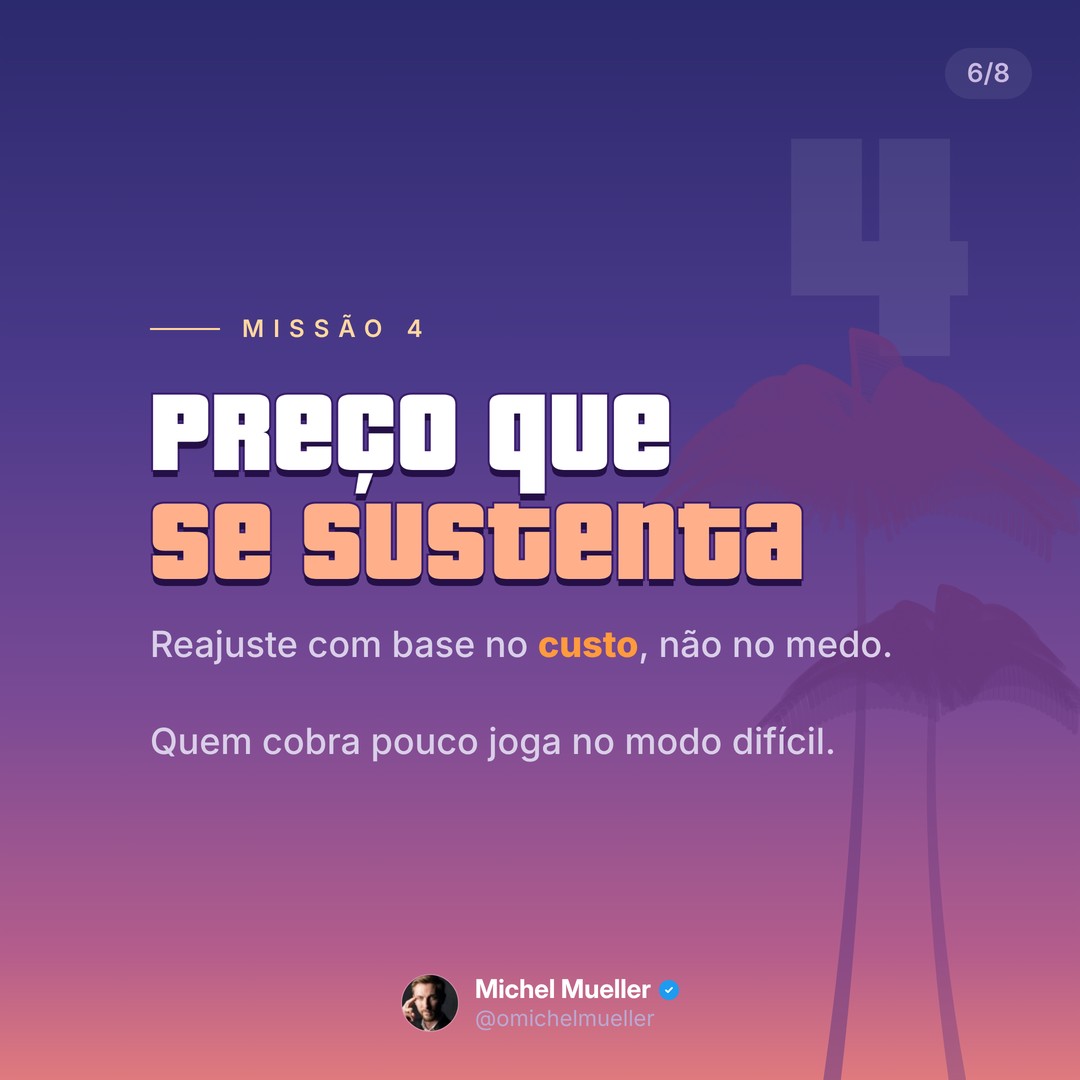 6/8
4
MISSÃO 4
Preço que
se sustenta
Reajuste com base no custo, não no medo.
Quem cobra pouco joga no modo difícil.
Michel Mueller
@omichelmueller